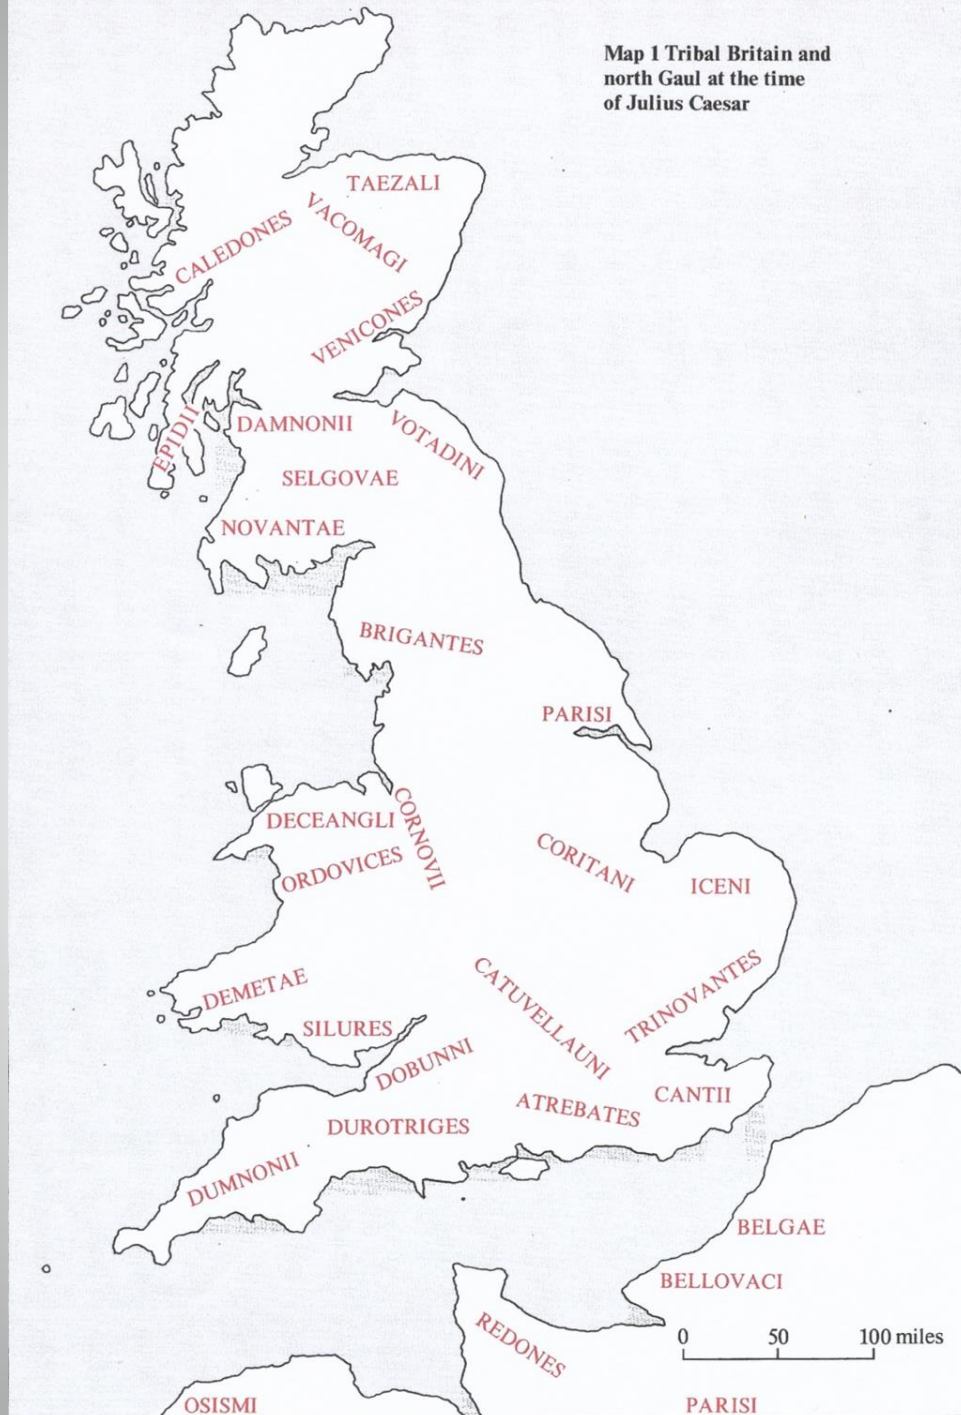 Map 1 Tribal Britain and
north Gaul at the time
of Julius Caesar
TAEZALI
VACOMAGI
CALEDONES
VENICONES
EPIDII
DAMNONII
VOTADINI
SELGOVAE
NOVANTAE
BRIGANTES
PARISI
DECEANGLI
CORNOVII
ORDOVICES
CORITANI
ICENI
DEMETAE
SILURES
CATUVELLAUNI
TRINOVANTES
DOBUNNI
ATREBATES
CANTII
DUROTRIGES
DUMNONII
BELGAE
BELLOVACI
REDONES
0 50 100 miles
OSISMI
PARISI